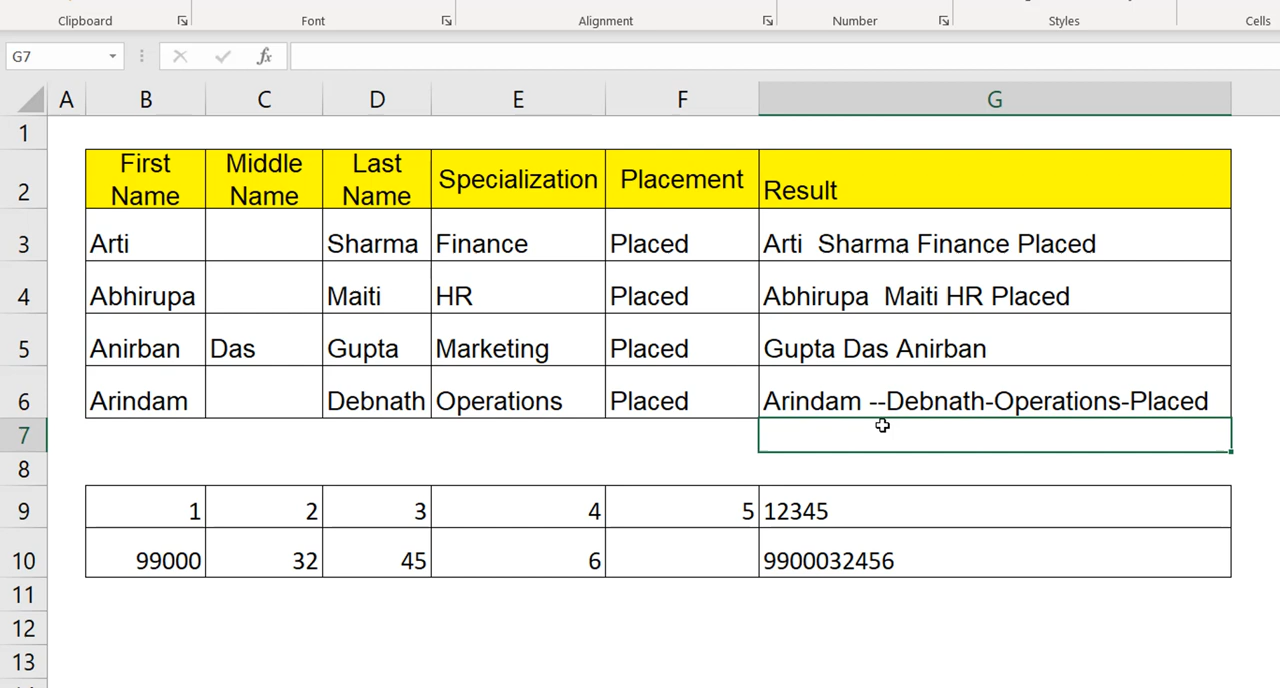 Clipboard Font Alignment Number Styles Cells
G7 fx
A B C D E F G
1
2 First Name Middle Name Last Name Specialization Placement Result
3 Arti Sharma Finance Placed Arti  Sharma Finance Placed
4 Abhirupa Maiti HR Placed Abhirupa  Maiti HR Placed
5 Anirban Das Gupta Marketing Placed Gupta Das Anirban
6 Arindam Debnath Operations Placed Arindam --Debnath-Operations-Placed
7
8
9 1 2 3 4 5 12345
10 99000 32 45 6 9900032456
11
12
13